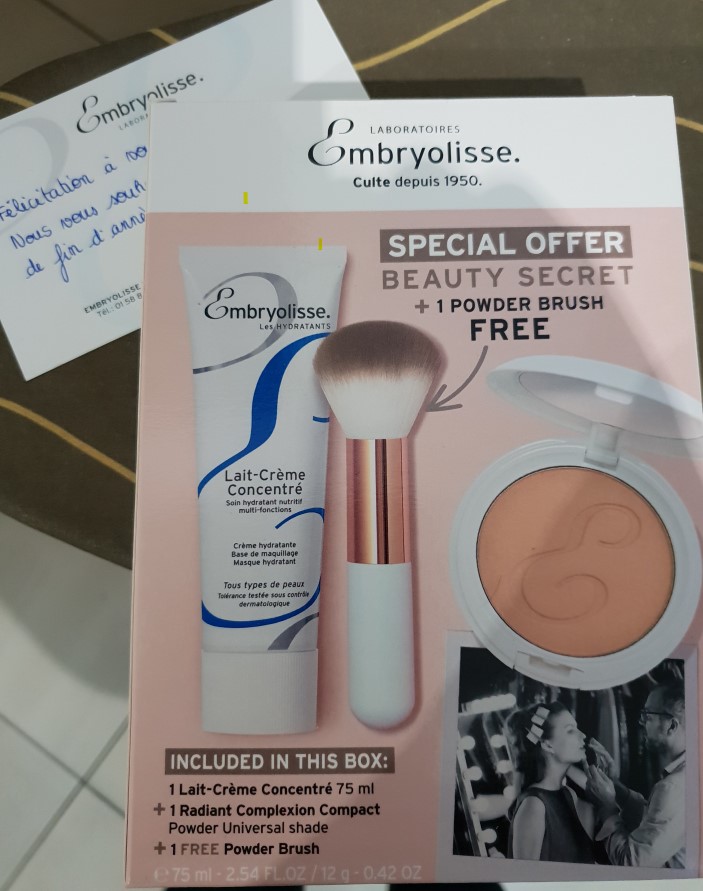 Embryolisse.
Félicitation à
Nous vous
de fin d'
EMBRYOLISSE
Tél.: 01 58 8
LABORATOIRES
Embryolisse.
Culte depuis 1950.
SPECIAL OFFER
BEAUTY SECRET
+ 1 POWDER BRUSH
FREE
Embryolisse.
Les HYDRATANTS
Lait-Crème
Concentré
Soin hydratant nutritif
multi-fonctions
Crème hydratante
Base de maquillage
Masque hydratant
Tous types de peaux
Tolérance testée sous contrôle
dermatologique
INCLUDED IN THIS BOX:
1 Lait-Crème Concentré 75 ml
+ 1 Radiant Complexion Compact
Powder Universal shade
+ 1 FREE Powder Brush
℮ 75 ml - 2.54 FL.OZ / 12 g - 0.42 OZ